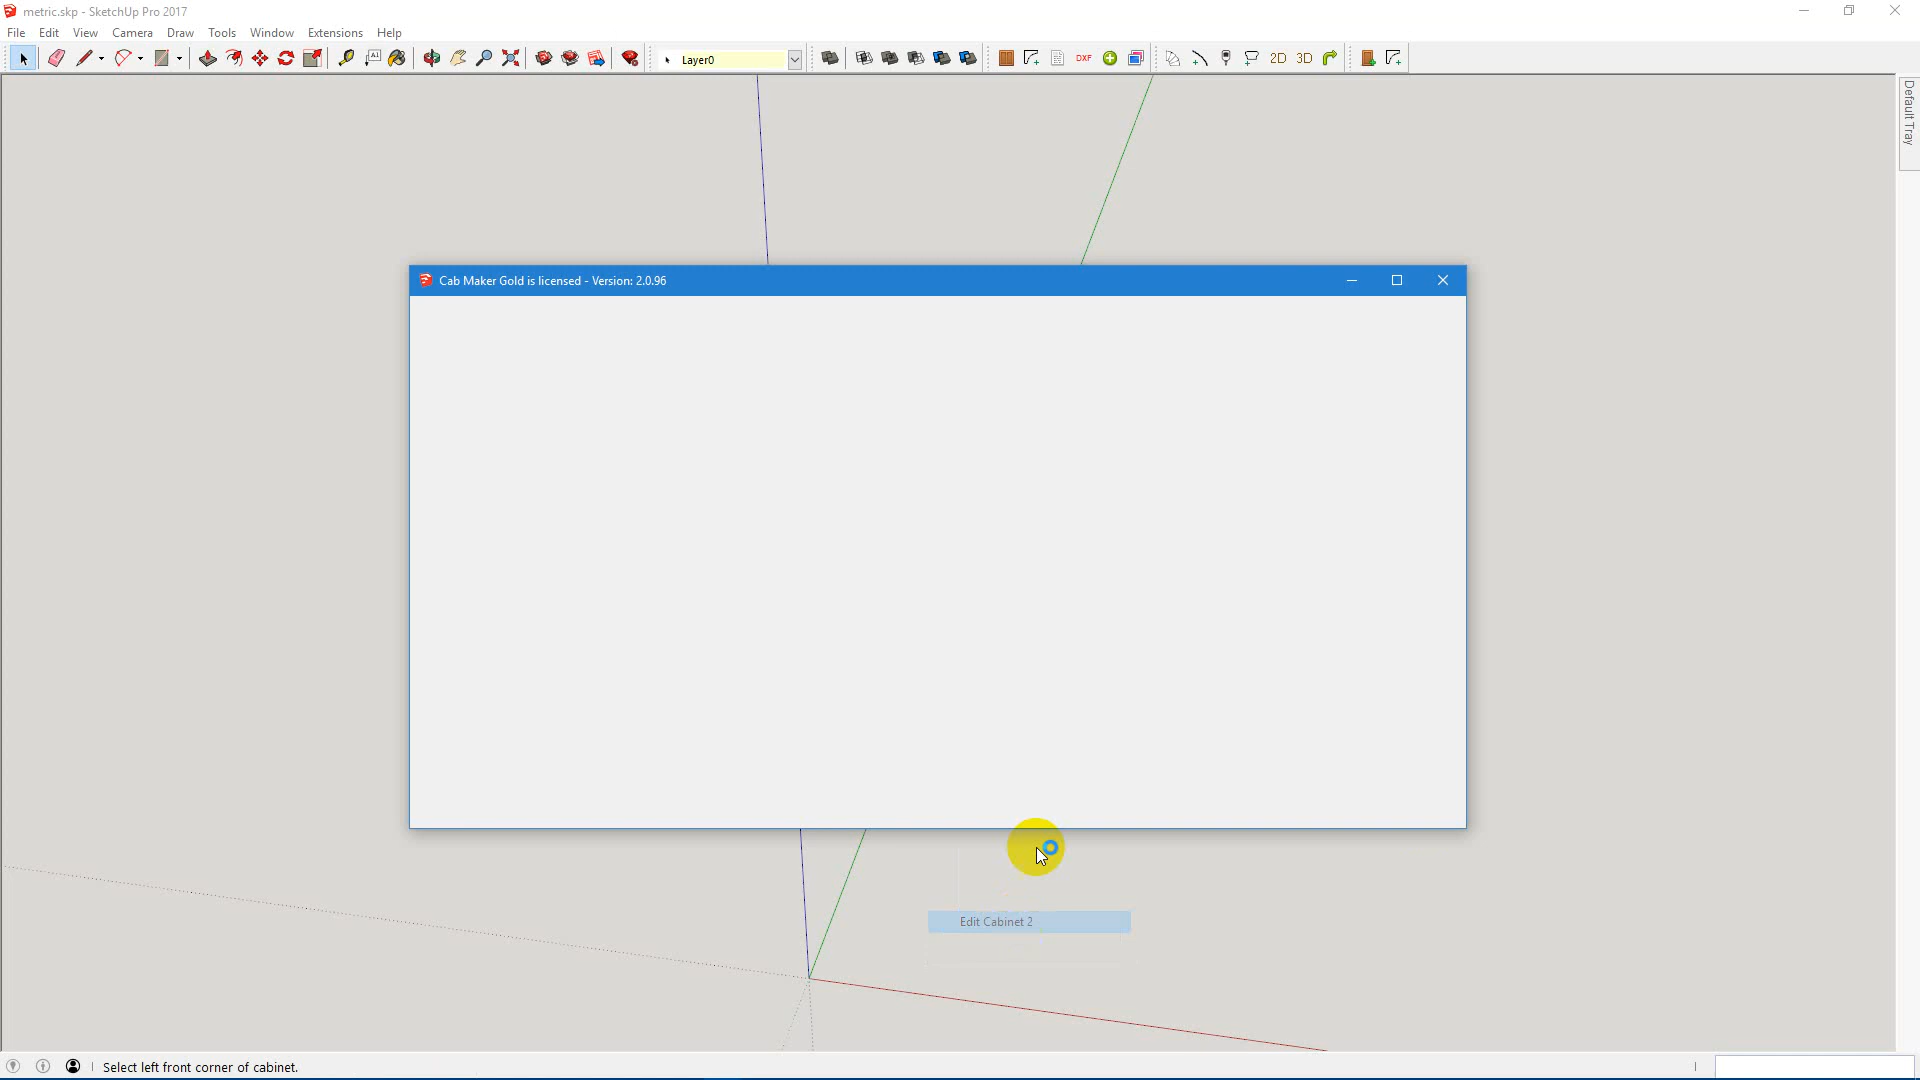 metric.skp - SketchUp Pro 2017
File Edit View Camera Draw Tools Window Extensions Help
A1 Layer0 DXF 2D 3D
Default Tray
Cab Maker Gold is licensed - Version: 2.0.96
Edit Cabinet 2
Select left front corner of cabinet.